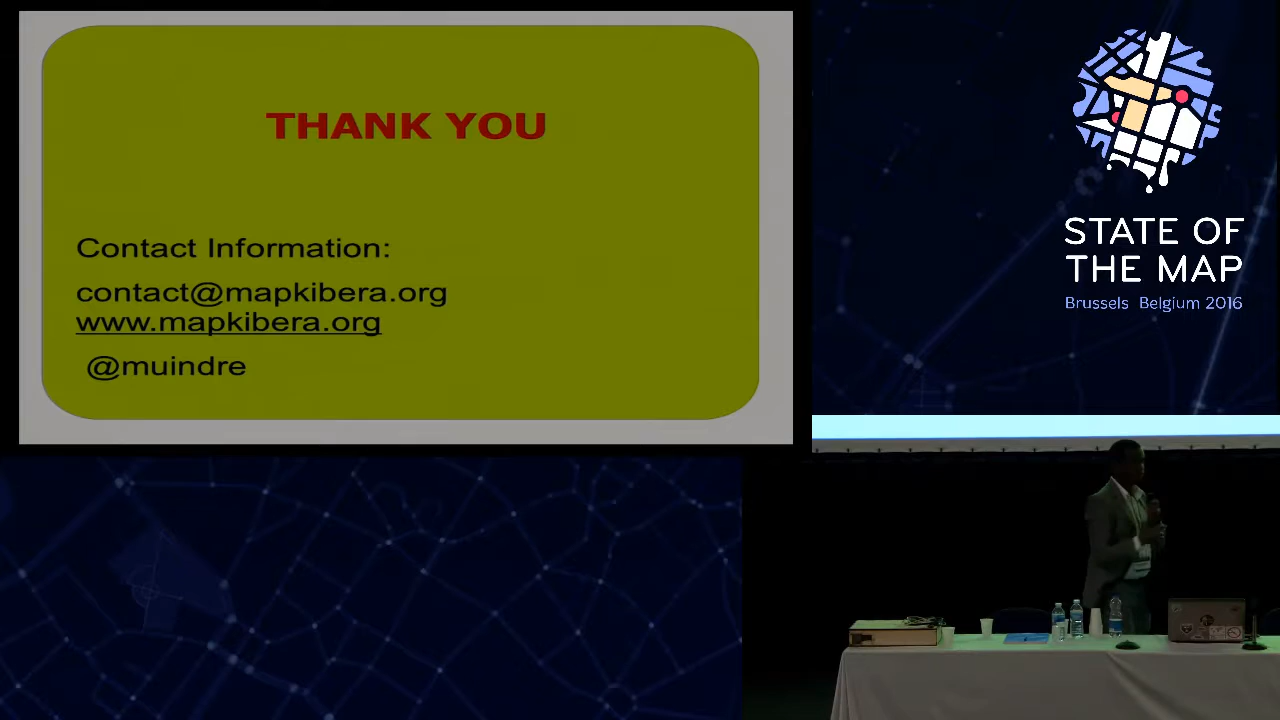 THANK YOU
Contact Information:
contact@mapkibera.org
www.mapkibera.org
@muindre
STATE OF
THE MAP
Brussels Belgium 2016